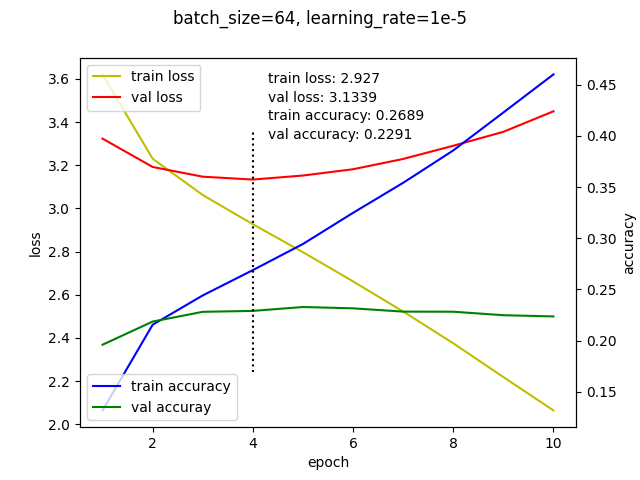 batch_size=64, learning_rate=1e-5
train loss
val loss
train loss: 2.927
val loss: 3.1339
train accuracy: 0.2689
val accuracy: 0.2291
3.6
3.4
3.2
3.0
2.8
2.6
2.4
2.2
2.0
loss
0.45
0.40
0.35
0.30
0.25
0.20
0.15
accuracy
train accuracy
val accuray
2 4 6 8 10
epoch